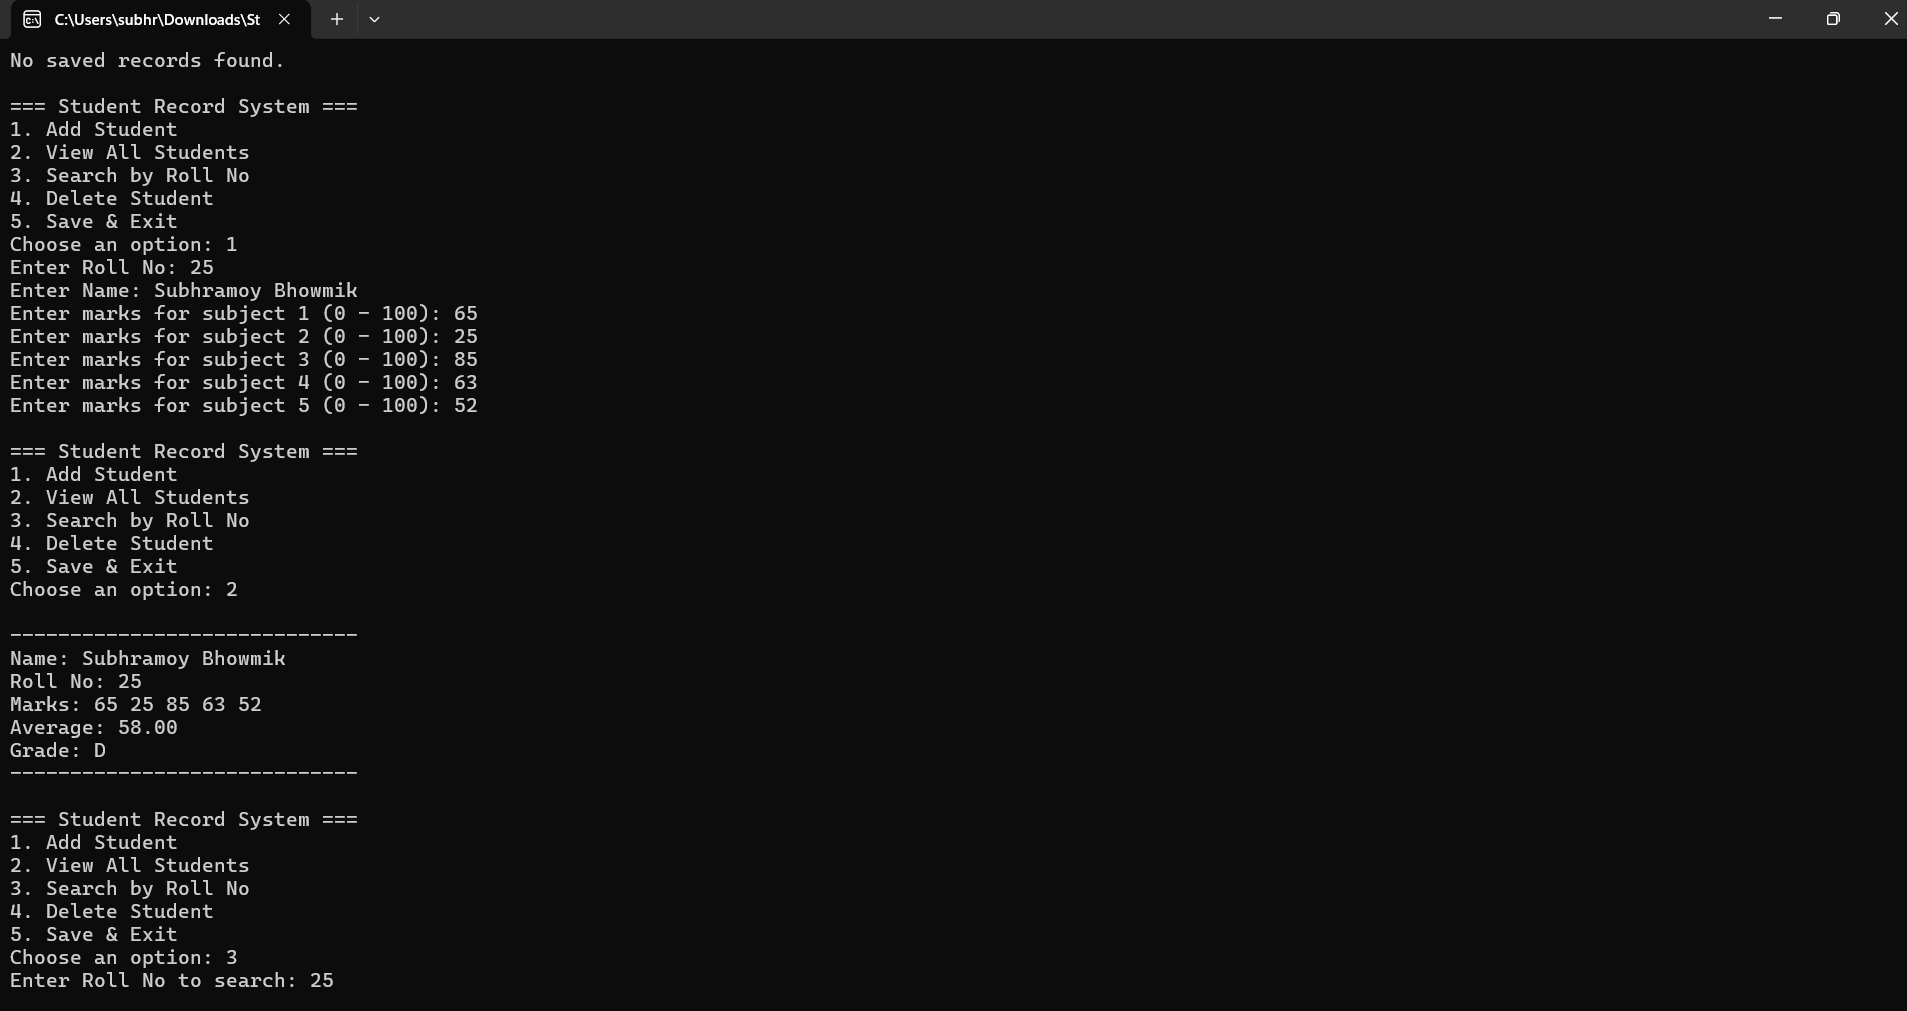 C:\Users\subhr\Downloads\St
No saved records found.
=== Student Record System ===
1. Add Student
2. View All Students
3. Search by Roll No
4. Delete Student
5. Save & Exit
Choose an option: 1
Enter Roll No: 25
Enter Name: Subhramoy Bhowmik
Enter marks for subject 1 (0 - 100): 65
Enter marks for subject 2 (0 - 100): 25
Enter marks for subject 3 (0 - 100): 85
Enter marks for subject 4 (0 - 100): 63
Enter marks for subject 5 (0 - 100): 52
=== Student Record System ===
1. Add Student
2. View All Students
3. Search by Roll No
4. Delete Student
5. Save & Exit
Choose an option: 2
-----------------------------
Name: Subhramoy Bhowmik
Roll No: 25
Marks: 65 25 85 63 52
Average: 58.00
Grade: D
-----------------------------
=== Student Record System ===
1. Add Student
2. View All Students
3. Search by Roll No
4. Delete Student
5. Save & Exit
Choose an option: 3
Enter Roll No to search: 25